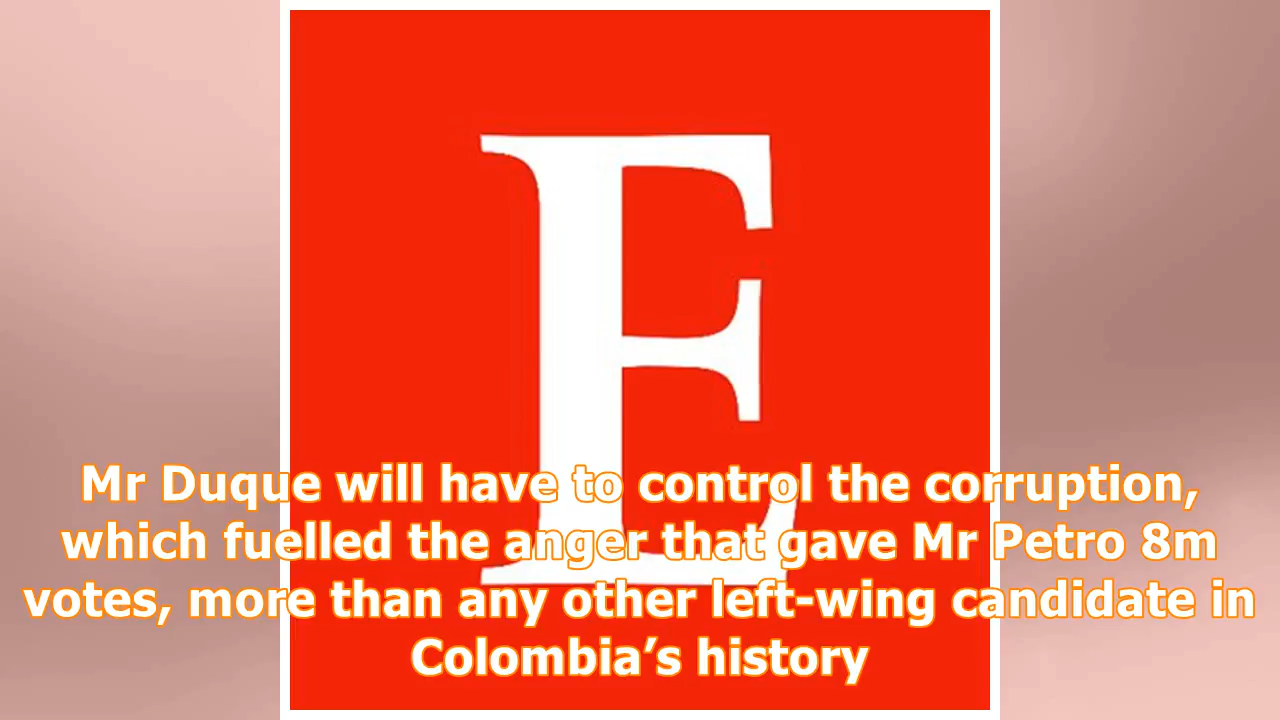 E
Mr Duque will have to control the corruption,
which fuelled the anger that gave Mr Petro 8m
votes, more than any other left-wing candidate in
Colombia’s history